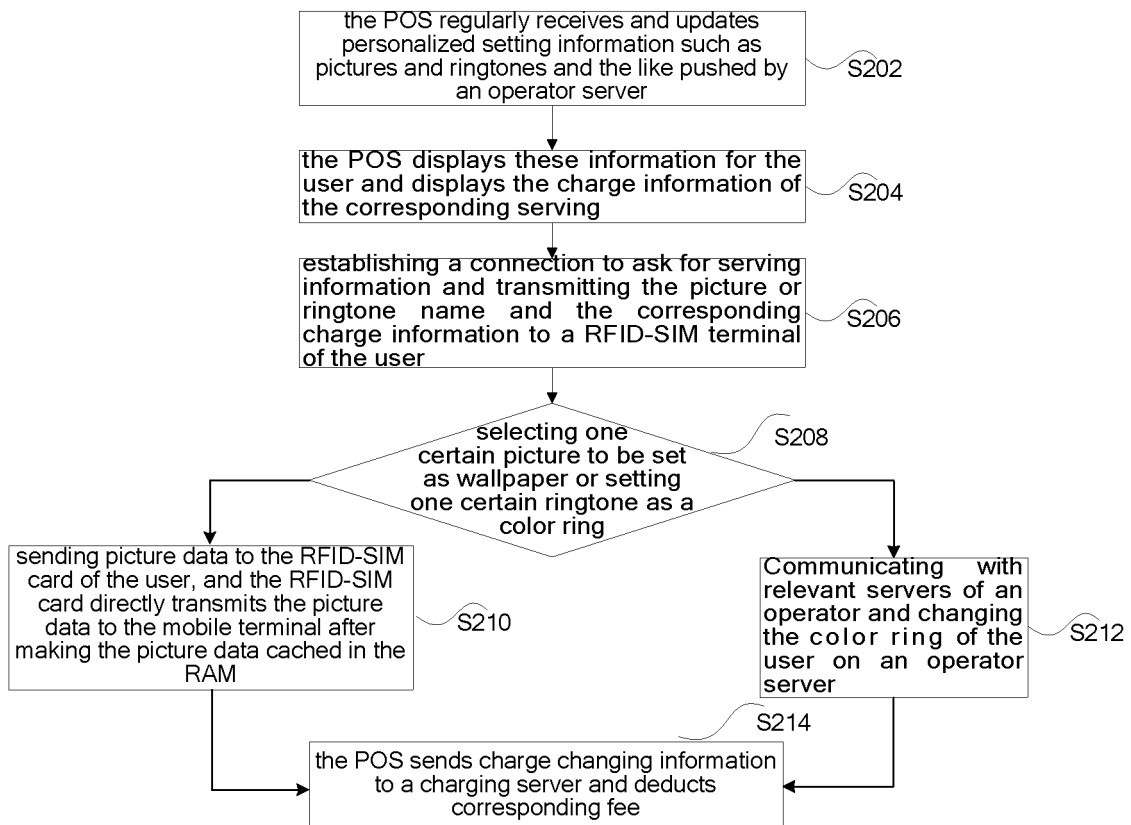 the POS regularly receives and updates
personalized setting information such as
pictures and ringtones and the like pushed by
an operator server
S202
the POS displays these information for the
user and displays the charge information of
the corresponding serving
S204
establishing a connection to ask for serving
information and transmitting the picture or
ringtone name and the corresponding
charge information to a RFID-SIM terminal
of the user
S206
selecting one
certain picture to be set
as wallpaper or setting
one certain ringtone as a
color ring
S208
sending picture data to the RFID-SIM
card of the user, and the RFID-SIM
card directly transmits the picture
data to the mobile terminal after
making the picture data cached in the
RAM
S210
Communicating with
relevant servers of an
operator and changing
the color ring of the
user on an operator
server
S212
the POS sends charge changing information
to a charging server and deducts
corresponding fee
S214